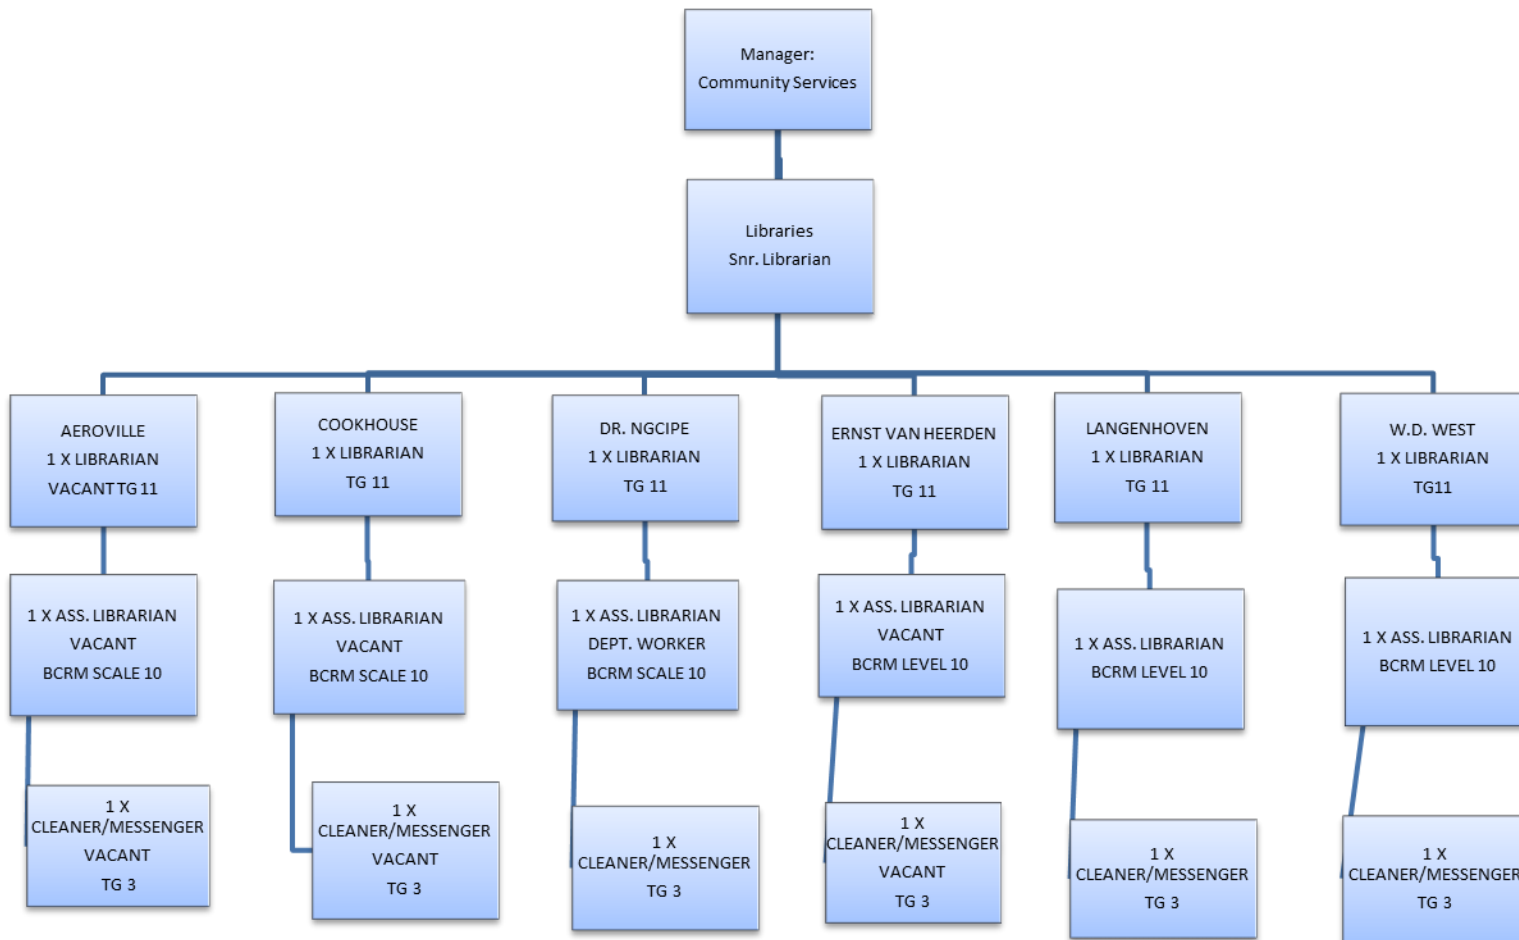 Manager:
Community Services
Libraries
Snr. Librarian
AEROVILLE
1 X LIBRARIAN
VACANT TG 11
COOKHOUSE
1 X LIBRARIAN
TG 11
DR. NGCIPE
1 X LIBRARIAN
TG 11
ERNST VAN HEERDEN
1 X LIBRARIAN
TG 11
LANGENHOVEN
1 X LIBRARIAN
TG 11
W.D. WEST
1 X LIBRARIAN
TG11
1 X ASS. LIBRARIAN
VACANT
BCRM SCALE 10
1 X ASS. LIBRARIAN
VACANT
BCRM SCALE 10
1 X ASS. LIBRARIAN
DEPT. WORKER
BCRM SCALE 10
1 X ASS. LIBRARIAN
VACANT
BCRM LEVEL 10
1 X ASS. LIBRARIAN
BCRM LEVEL 10
1 X ASS. LIBRARIAN
BCRM LEVEL 10
1 X
CLEANER/MESSENGER
VACANT
TG 3
1 X
CLEANER/MESSENGER
VACANT
TG 3
1 X
CLEANER/MESSENGER
TG 3
1 X
CLEANER/MESSENGER
VACANT
TG 3
1 X
CLEANER/MESSENGER
TG 3
1 X
CLEANER/MESSENGER
TG 3